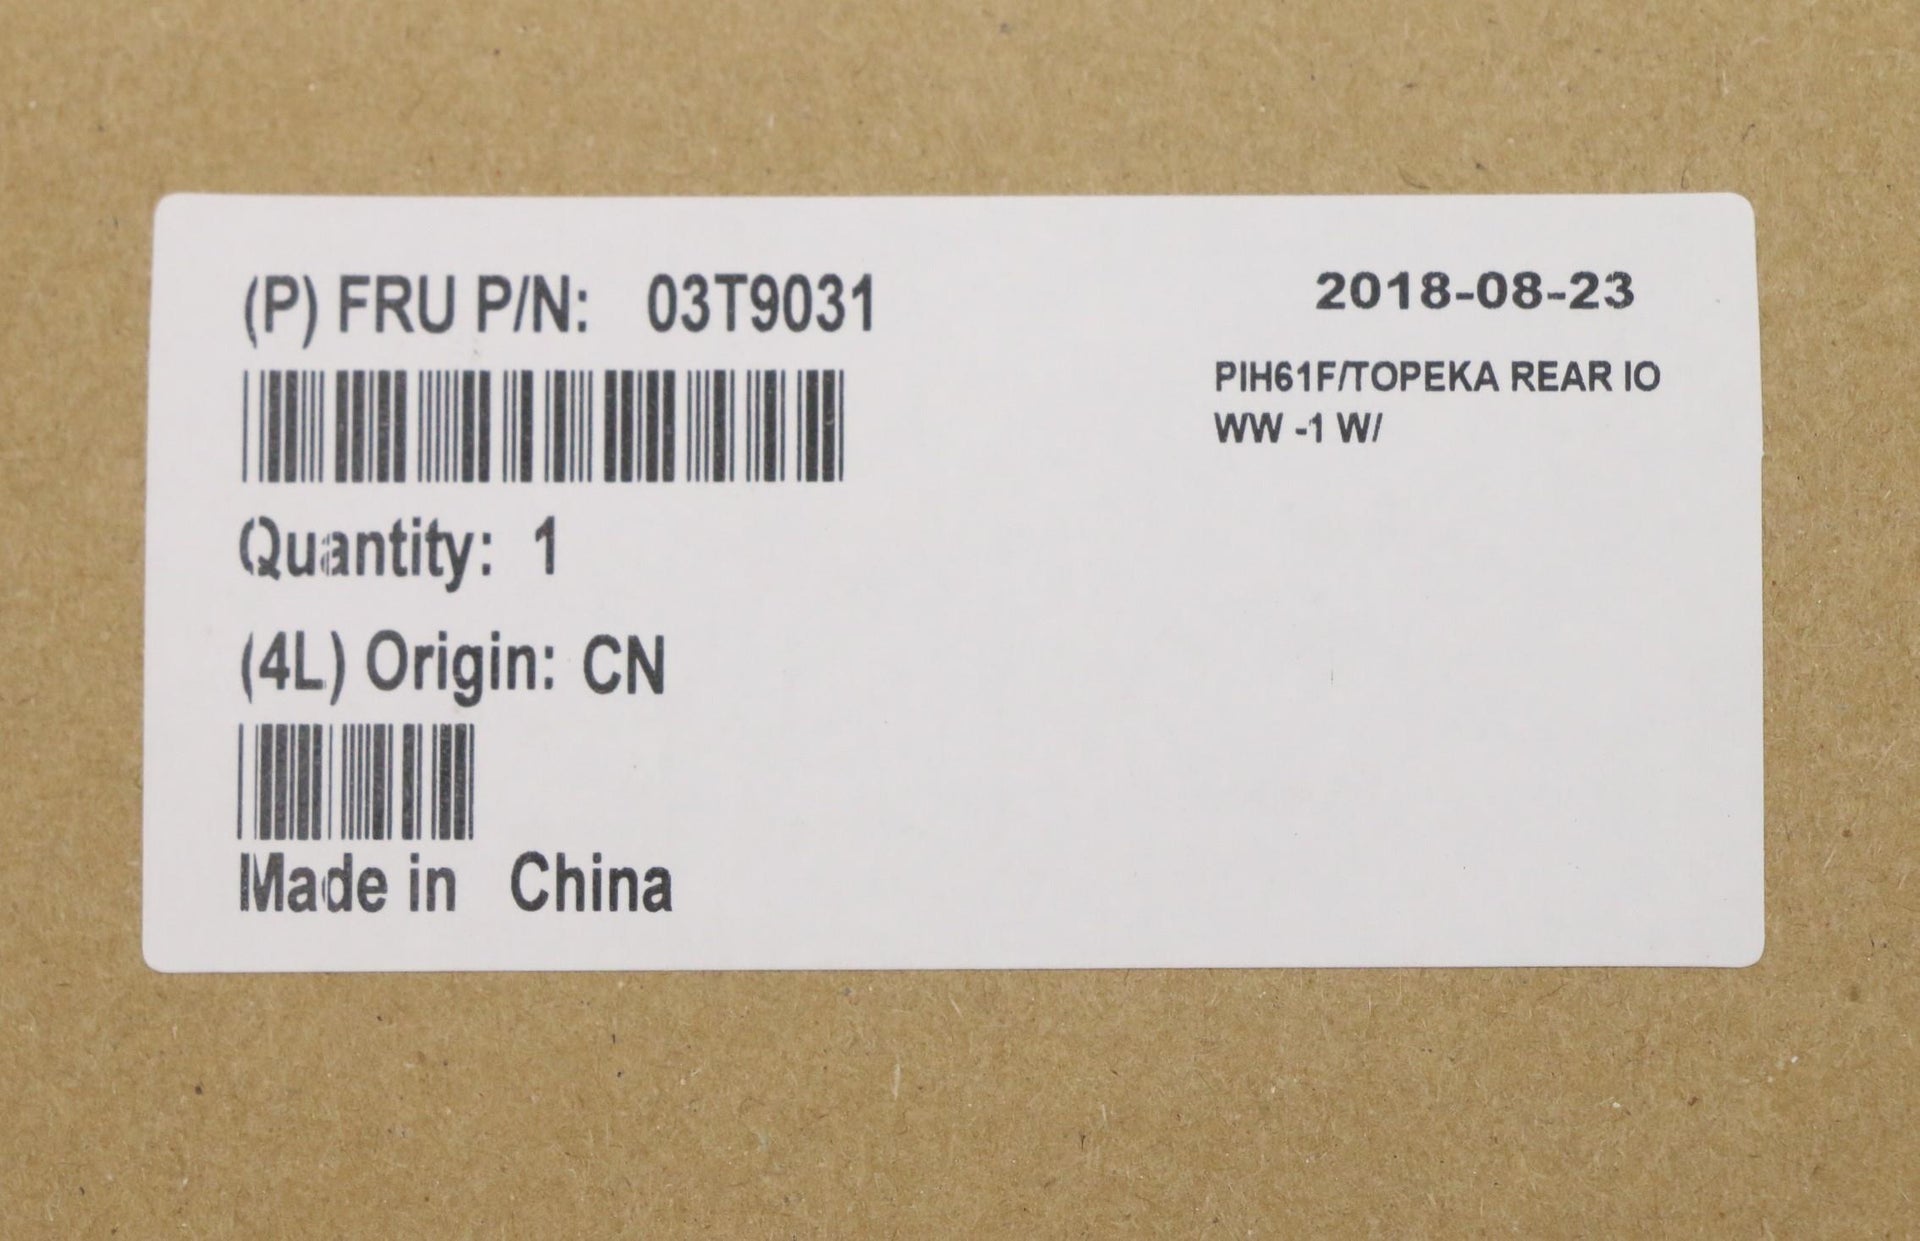 (P) FRU P/N: 03T9031
2018-08-23
PIH61F/TOPEKA REAR IO
WW -1 W/
Quantity: 1
(4L) Origin: CN
Made in China